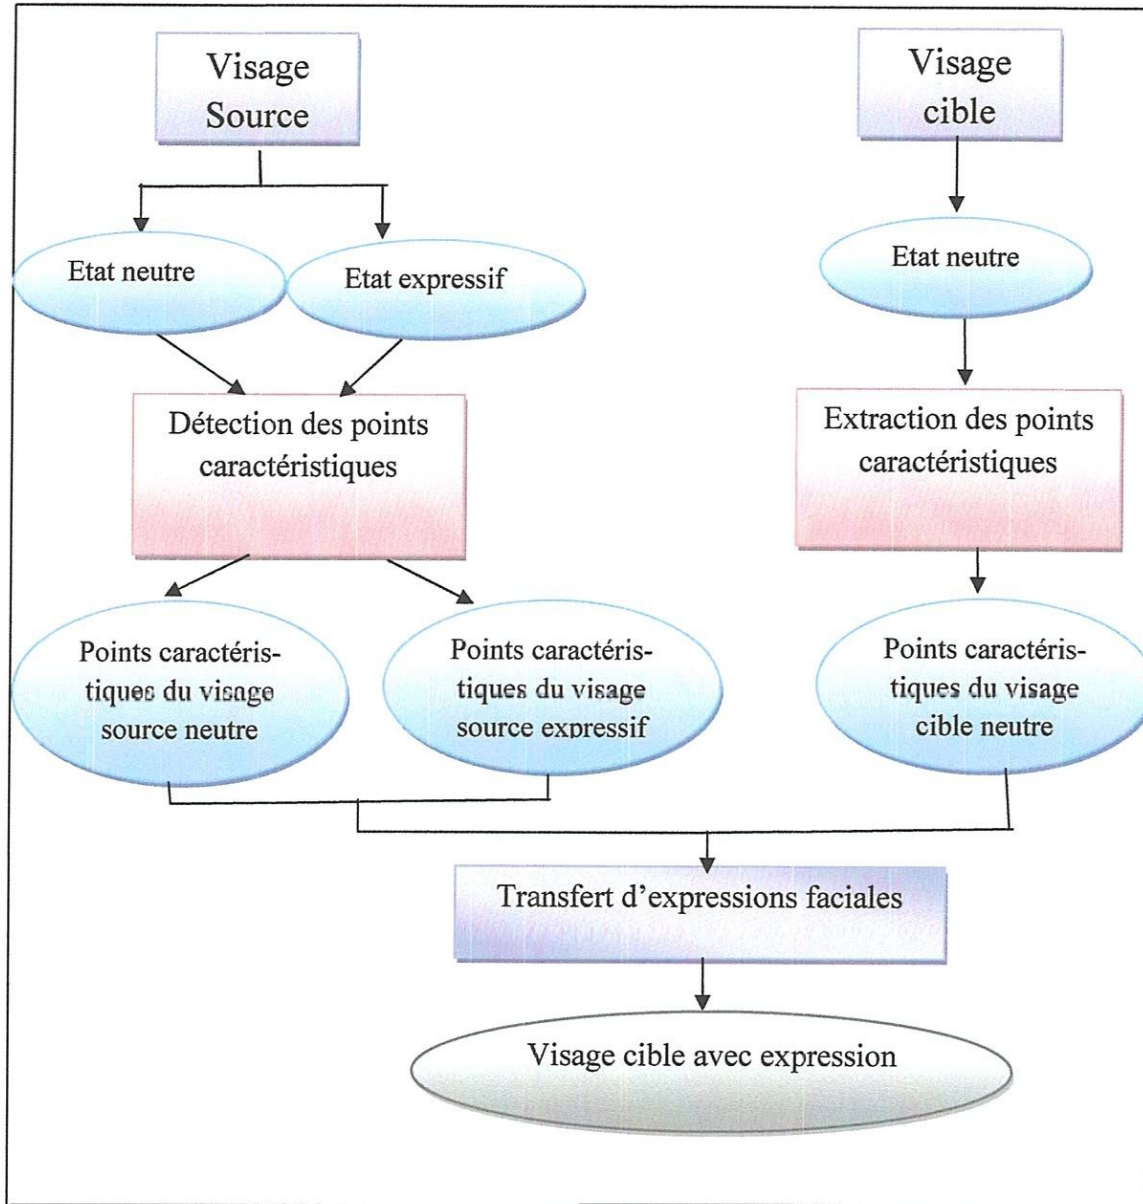 Visage
Source
Visage
cible
Etat neutre
Etat expressif
Etat neutre
Détection des points
caractéristiques
Extraction des points
caractéristiques
Points caractéris-
tiques du visage
source neutre
Points caractéris-
tiques du visage
source expressif
Points caractéris-
tiques du visage
cible neutre
Transfert d'expressions faciales
Visage cible avec expression